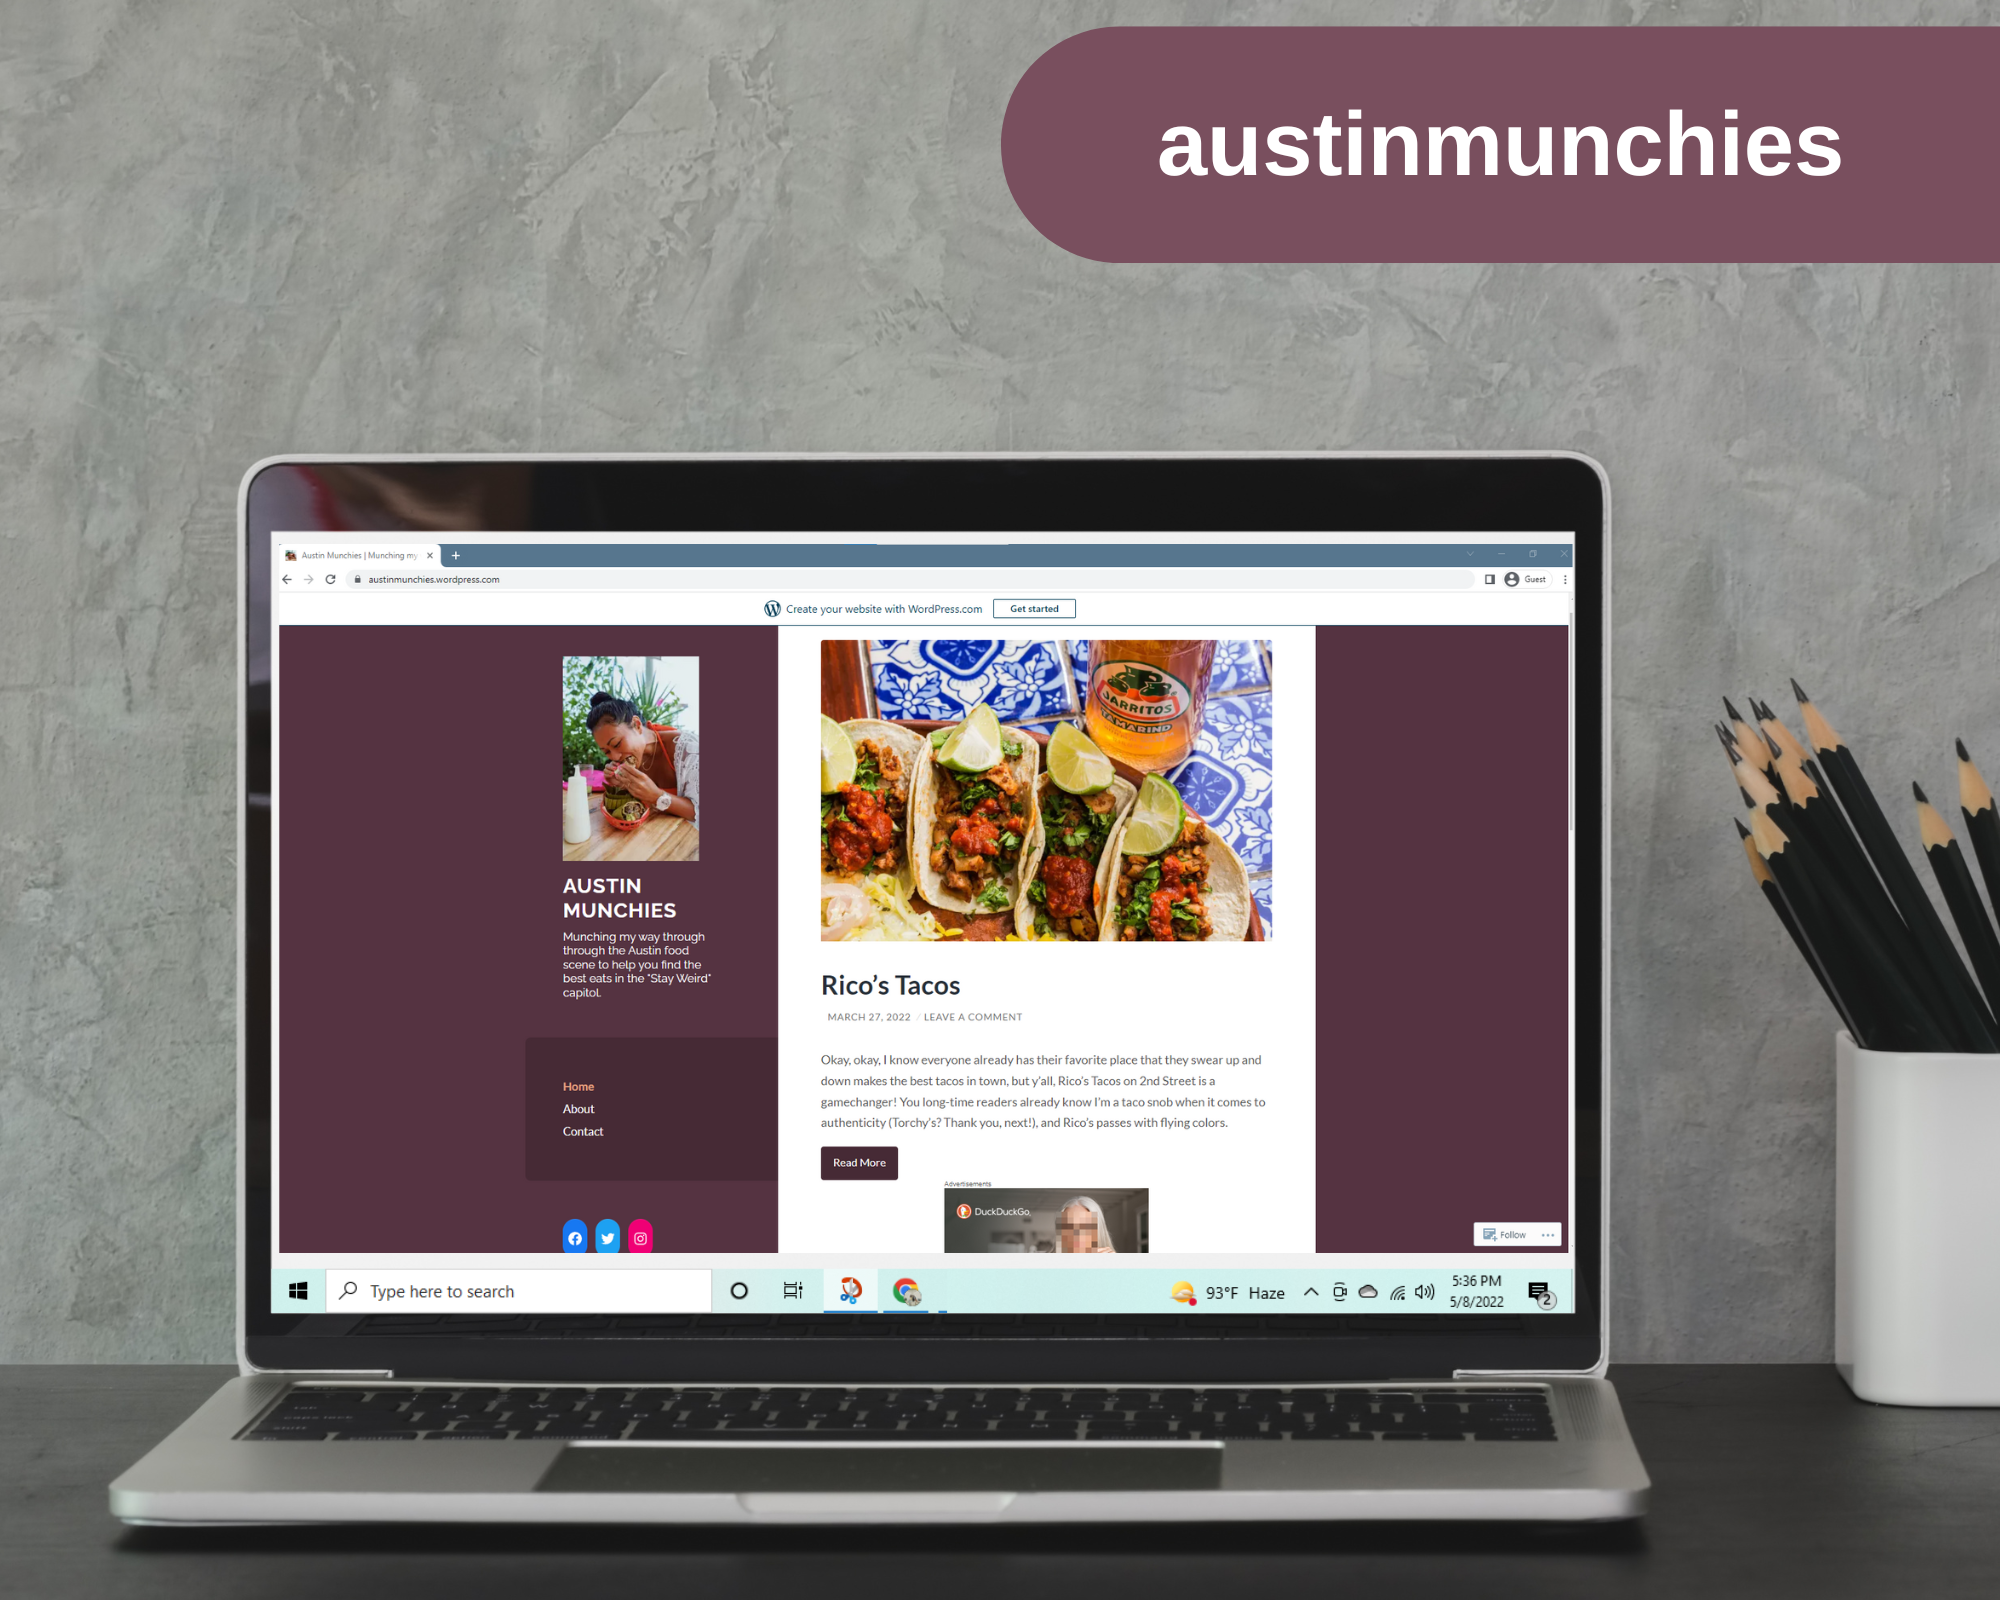 austinmunchies
Austin Munchies | Munching my
austinmunchies.wordpress.com
Guest
Create your website with WordPress.com
Get started
JARRITOS
TAMARIND
AUSTIN
MUNCHIES
Munching my way through
through the Austin food
scene to help you find the
best eats in the "Stay Weird"
capitol.
Home
About
Contact
Rico's Tacos
MARCH 27, 2022 / LEAVE A COMMENT
Okay, okay, I know everyone already has their favorite place that they swear up and
down makes the best tacos in town, but y'all, Rico's Tacos on 2nd Street is a
gamechanger! You long-time readers already know I'm a taco snob when it comes to
authenticity (Torchy's? Thank you, next!), and Rico's passes with flying colors.
Read More
Advertisements
DuckDuckGo.
Follow
Type here to search
93°F Haze
5:36 PM
5/8/2022
2